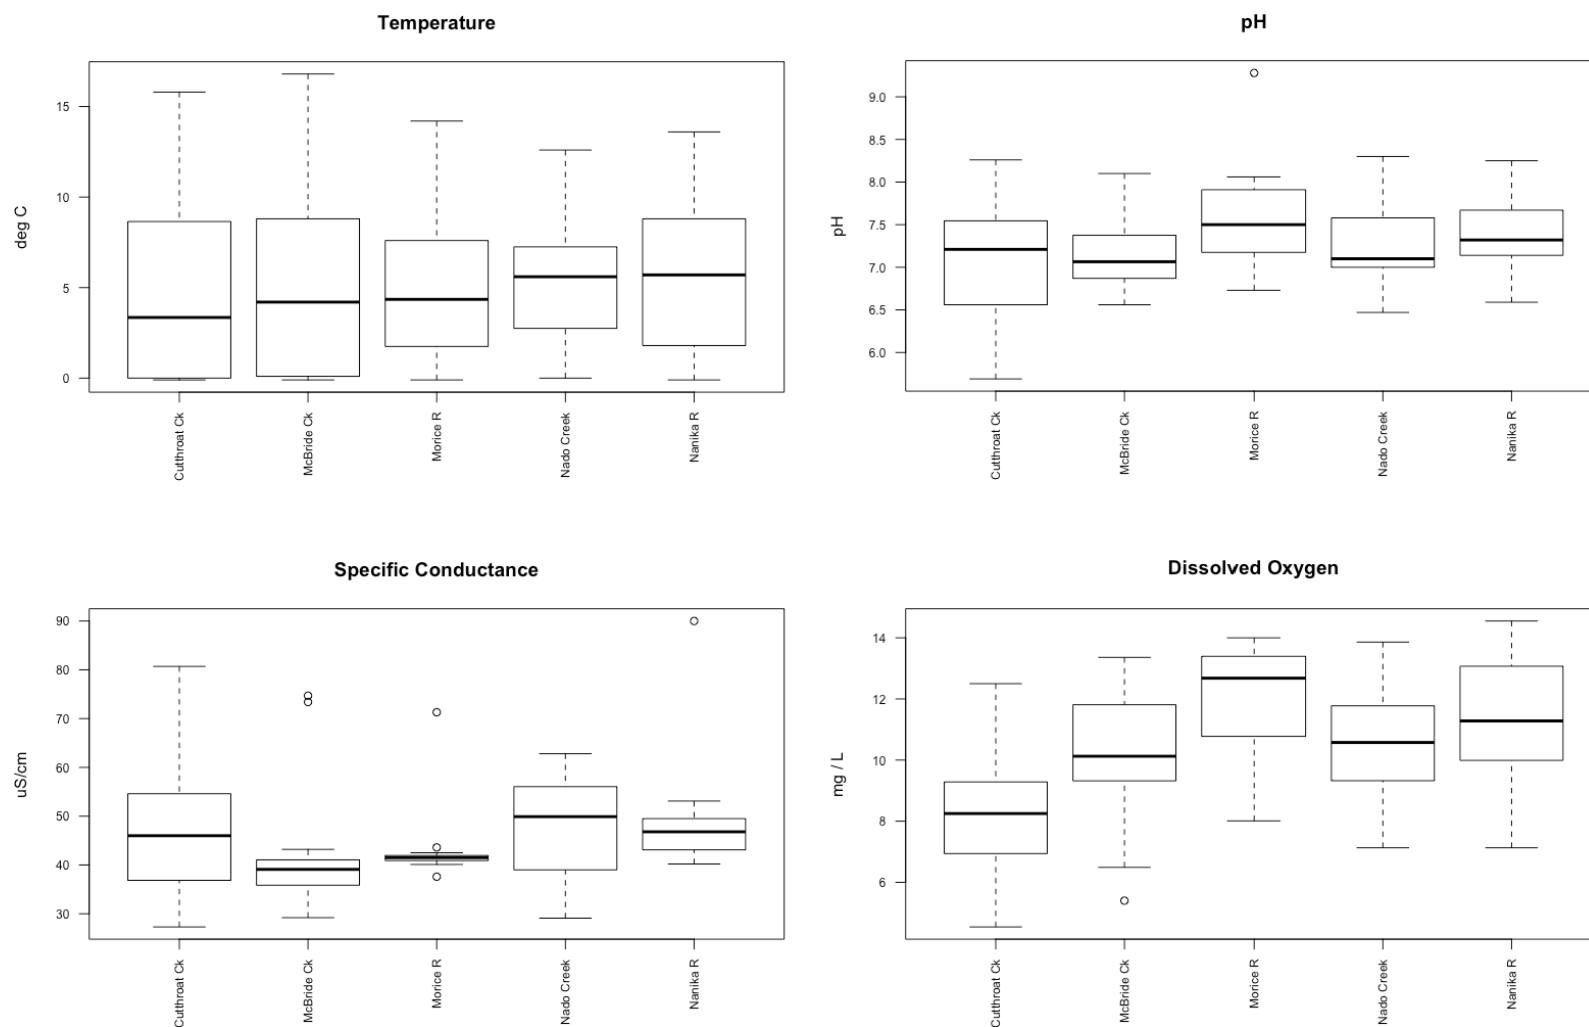 Temperature
deg C
15
10
5
0
Cutthroat Ck
McBride Ck
Morice R
Nado Creek
Nanika R
pH
pH
9.0
8.5
8.0
7.5
7.0
6.5
6.0
Cutthroat Ck
McBride Ck
Morice R
Nado Creek
Nanika R
Specific Conductance
uS/cm
90
80
70
60
50
40
30
Cutthroat Ck
McBride Ck
Morice R
Nado Creek
Nanika R
Dissolved Oxygen
mg / L
14
12
10
8
6
Cutthroat Ck
McBride Ck
Morice R
Nado Creek
Nanika R